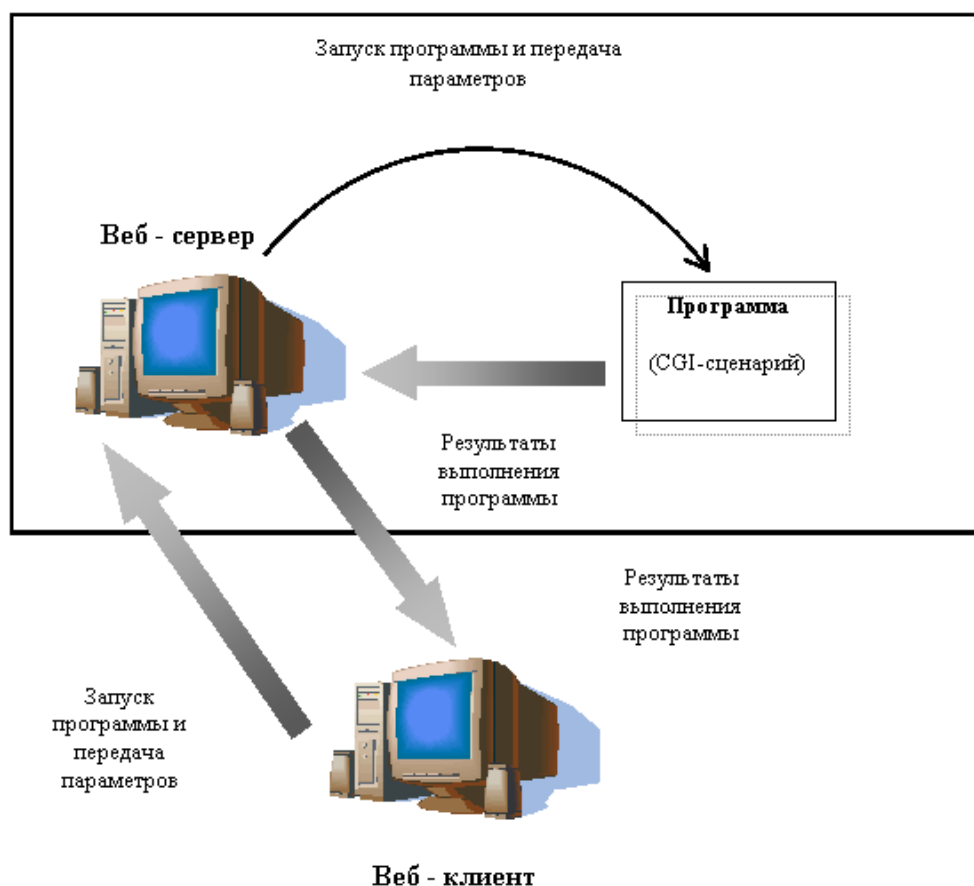 Запуск программы и передача
параметров
Веб - сервер
Программа
(CGI-сценарий)
Результаты
выполнения
программы
Результаты
выполнения
программы
Запуск
программы и
передача
параметров
Веб - клиент